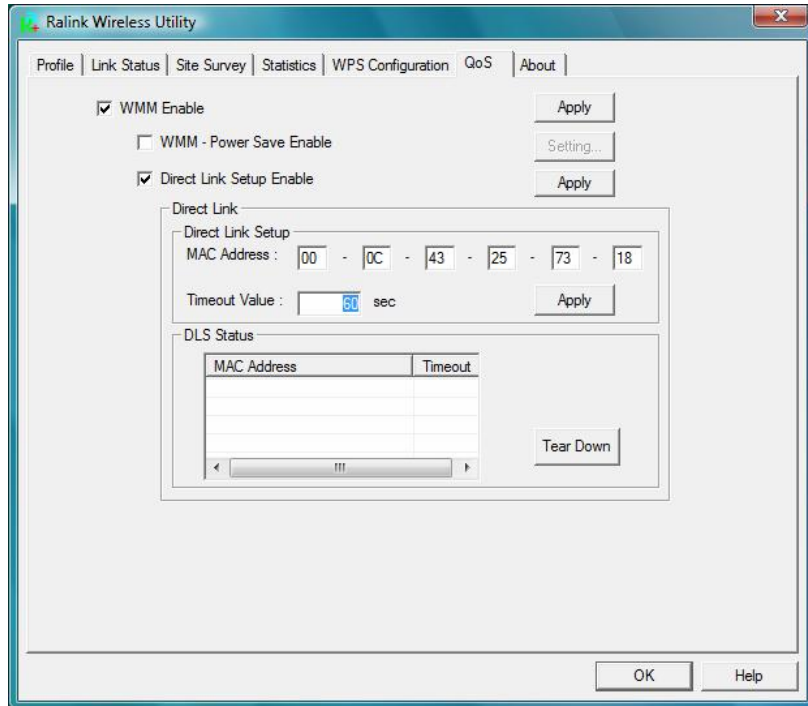 Ralink Wireless Utility
Profile Link Status Site Survey Statistics WPS Configuration QoS About
WMM Enable Apply
WMM - Power Save Enable Setting...
Direct Link Setup Enable Apply
Direct Link
Direct Link Setup
MAC Address : 00 - 0C - 43 - 25 - 73 - 18
Timeout Value : 60 sec Apply
DLS Status
MAC Address Timeout
Tear Down
OK Help